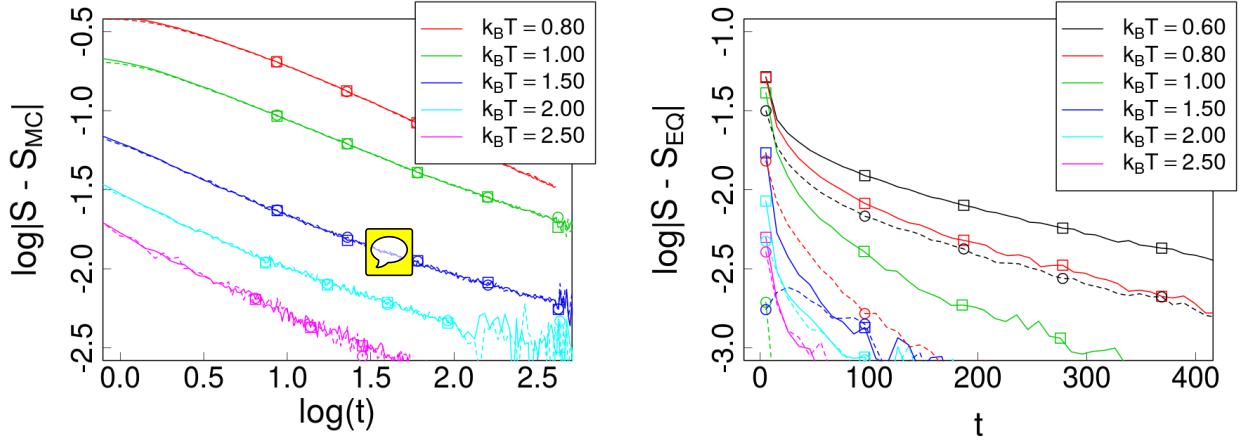 log|S - S_MC|
-0.5
-1.0
-1.5
-2.0
-2.5
0.0 0.5 1.0 1.5 2.0 2.5
log(t)
k_BT = 0.80
k_BT = 1.00
k_BT = 1.50
k_BT = 2.00
k_BT = 2.50
log|S - S_EQ|
-1.0
-1.5
-2.0
-2.5
-3.0
0 100 200 300 400
t
k_BT = 0.60
k_BT = 0.80
k_BT = 1.00
k_BT = 1.50
k_BT = 2.00
k_BT = 2.50